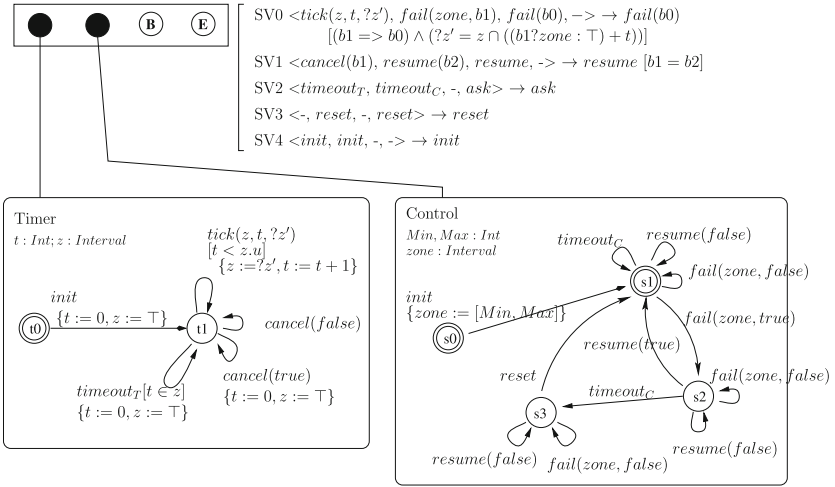 B E
SV0 <tick(z, t, ?z′), fail(zone, b1), fail(b0), −> → fail(b0)
[(b1 => b0) ∧ (?z′ = z ∩ ((b1?zone : ⊤) + t))]
SV1 <cancel(b1), resume(b2), resume, -> → resume [b1 = b2]
SV2 <timeout_T, timeout_C, -, ask> → ask
SV3 <-, reset, -, reset> → reset
SV4 <init, init, -, -> → init
Timer
t : Int; z : Interval
tick(z, t, ?z′)
[t < z.u]
{z :=?z′, t := t + 1}
init
{t := 0, z := ⊤}
t0
t1
cancel(false)
timeout_T[t ∈ z]
{t := 0, z := ⊤}
cancel(true)
{t := 0, z := ⊤}
Control
Min, Max : Int
zone : Interval
timeout_C
resume(false)
s1
fail(zone, false)
init
{zone := [Min, Max]}
s0
fail(zone, true)
resume(true)
reset
timeout_C
fail(zone, false)
s2
s3
resume(false)
resume(false)
fail(zone, false)